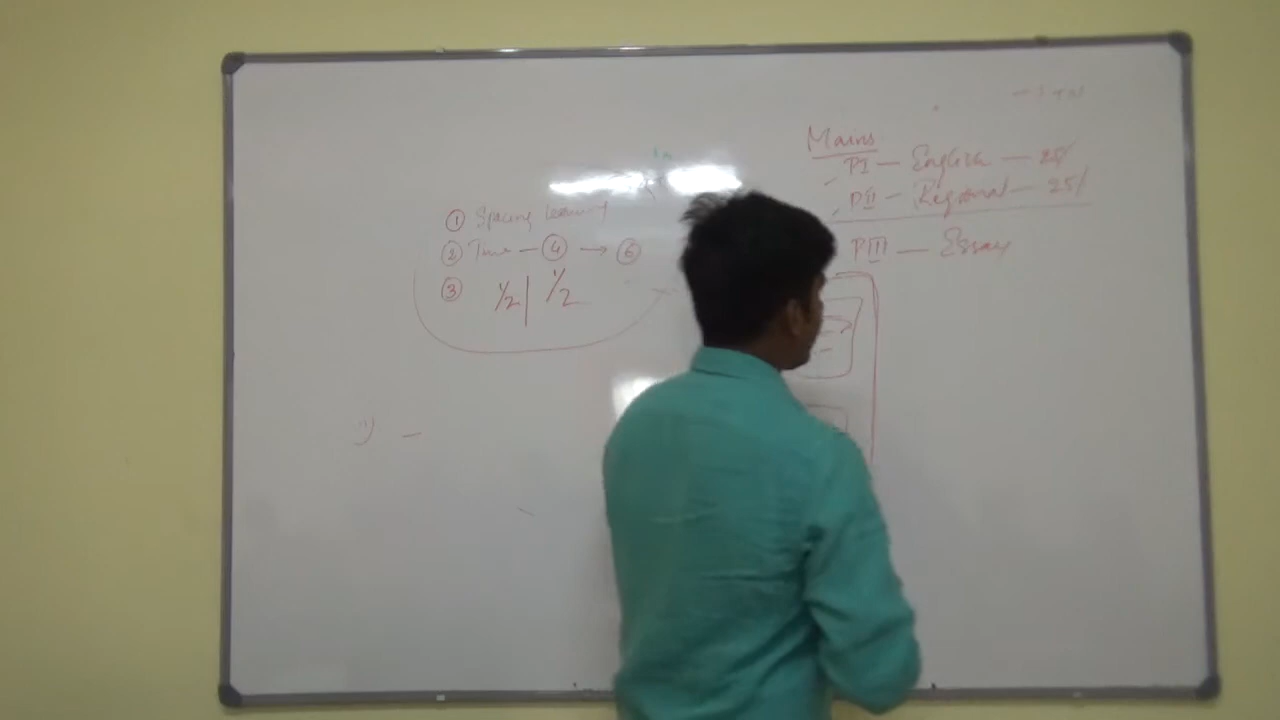 ① Spacing Learning
② Time – ④ → ⑥
③ 1/2 | 1/2
Mains
PI — English — 25/
PII — Regional — 25/
PIII — Essay